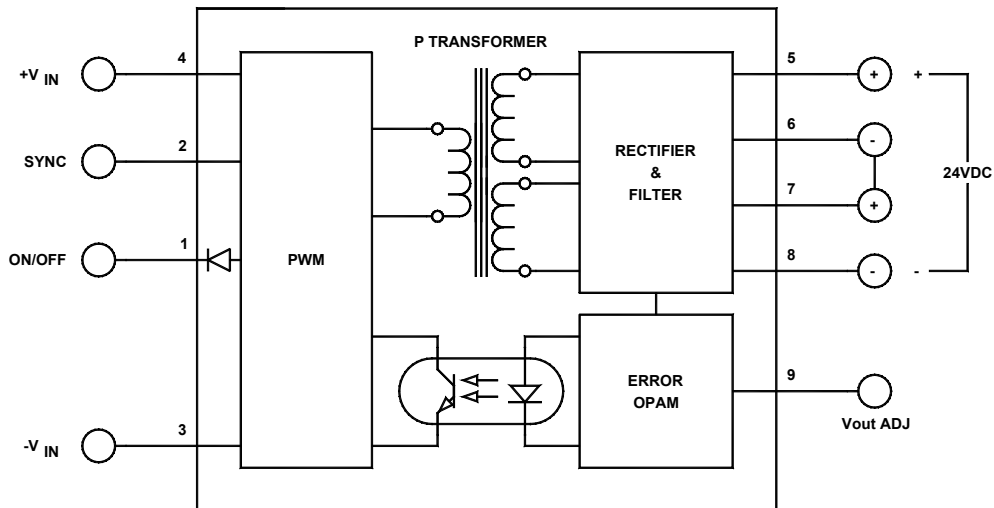 P TRANSFORMER
+V IN
4
SYNC
2
ON/OFF
1
-V IN
3
PWM
RECTIFIER
&
FILTER
ERROR
OPAM
5
+
+
6
-
7
+
8
-
-
24VDC
9
Vout ADJ